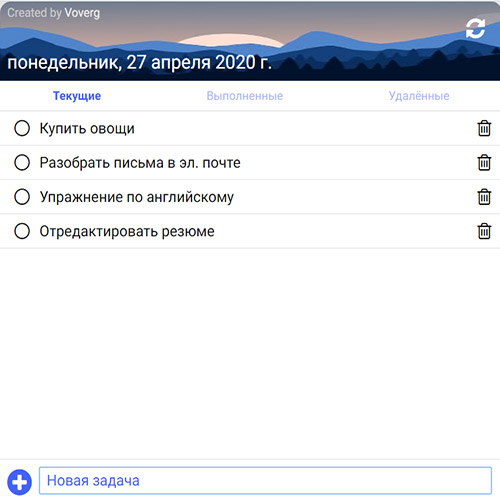 Created by Voverg
понедельник, 27 апреля 2020 г.
Текущие Выполненные Удалённые
Купить овощи
Разобрать письма в эл. почте
Упражнение по английскому
Отредактировать резюме
Новая задача